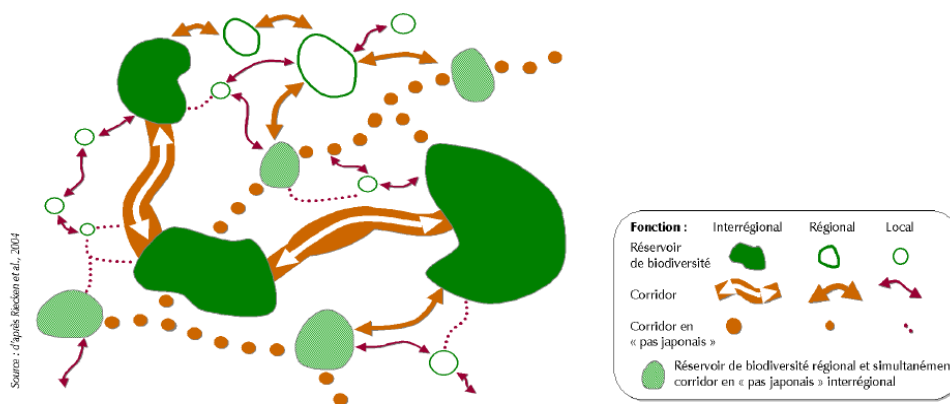 Source : d'après Riecken et al., 2004
Fonction : Interrégional Régional Local
Réservoir
de biodiversité
Corridor
Corridor en
« pas japonais »
Réservoir de biodiversité régional et simultaném
corridor en « pas japonais » interrégional